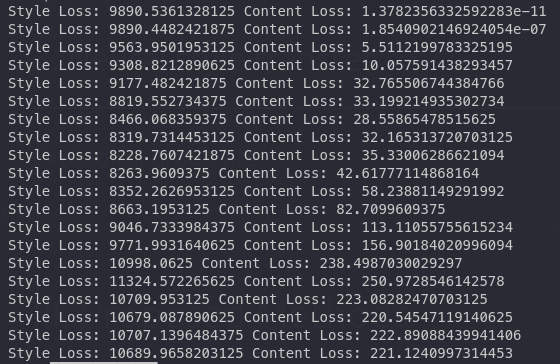 Style Loss: 9890.5361328125 Content Loss: 1.3782356332592283e-11
Style Loss: 9890.4482421875 Content Loss: 1.8540902146924054e-07
Style Loss: 9563.4950195312 Content Loss: 5.5112199783325195
Style Loss: 9308.8212890625 Content Loss: 10.057591438293457
Style Loss: 9177.482421875 Content Loss: 32.765506744384766
Style Loss: 8819.552734375 Content Loss: 33.199214935302734
Style Loss: 8466.068359375 Content Loss: 28.55865478515625
Style Loss: 8319.7314453125 Content Loss: 32.165313720703125
Style Loss: 8228.7607421875 Content Loss: 35.33006286621094
Style Loss: 8263.9609375 Content Loss: 42.61777114868164
Style Loss: 8352.2626953125 Content Loss: 58.23881149291992
Style Loss: 8663.1953125 Content Loss: 82.7099609375
Style Loss: 9046.7333984375 Content Loss: 113.11055755615234
Style Loss: 9771.9931640625 Content Loss: 156.90184020996094
Style Loss: 10998.0625 Content Loss: 238.4987030029297
Style Loss: 11324.572265625 Content Loss: 250.9728546142578
Style Loss: 10709.953125 Content Loss: 223.08282470703125
Style Loss: 10679.087890625 Content Loss: 220.54547119140625
Style Loss: 10707.1396484375 Content Loss: 222.89088439941406
Style Loss: 10689.9658203125 Content Loss: 221.12409973144453